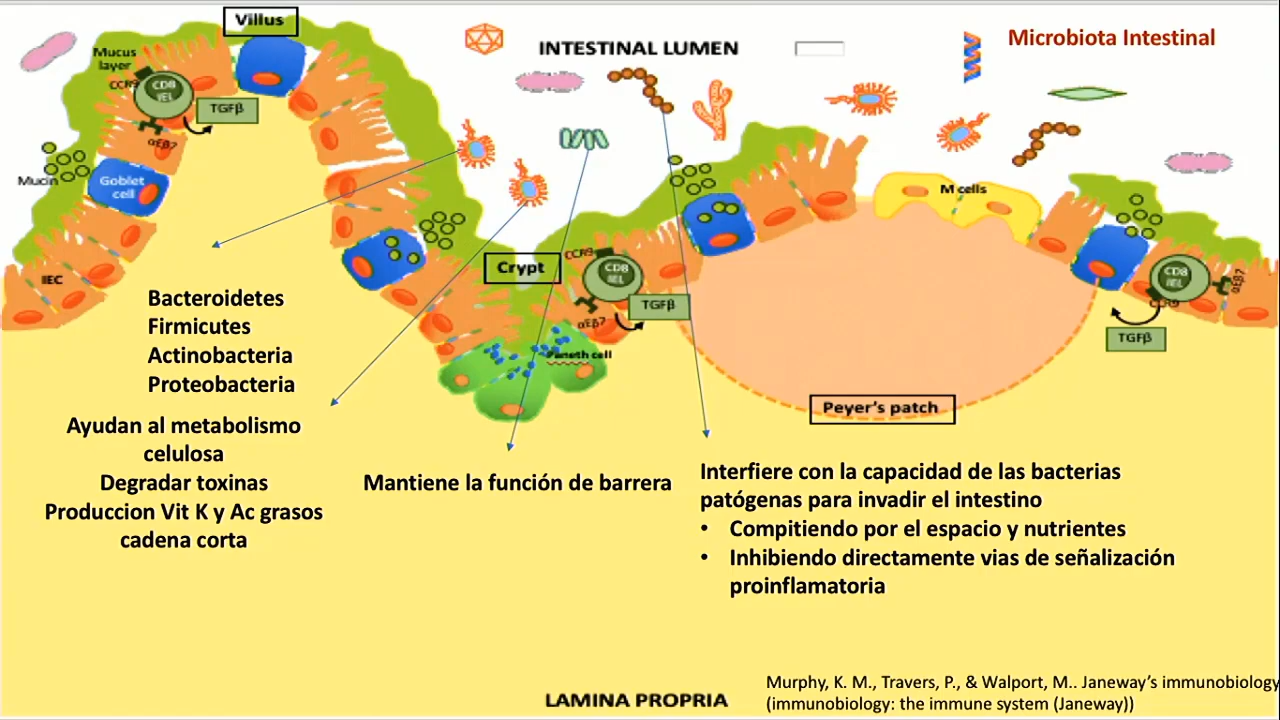 Villus
Mucus
layer
CCR9
CD8
IEL
TGFβ
αEβ7
Mucin
Goblet
cell
IEC
INTESTINAL LUMEN
Microbiota Intestinal
M cells
Crypt
CCR9
CD8
IEL
TGFβ
αEβ7
Paneth cell
Peyer's patch
CD8
IEL
CCR9
αEβ7
TGFβ
Bacteroidetes
Firmicutes
Actinobacteria
Proteobacteria
Ayudan al metabolismo
celulosa
Degradar toxinas
Produccion Vit K y Ac grasos
cadena corta
Mantiene la función de barrera
Interfiere con la capacidad de las bacterias
patógenas para invadir el intestino
• Compitiendo por el espacio y nutrientes
• Inhibiendo directamente vias de señalización
proinflamatoria
LAMINA PROPRIA
Murphy, K. M., Travers, P., & Walport, M.. Janeway's immunobiology
(immunobiology: the immune system (Janeway))